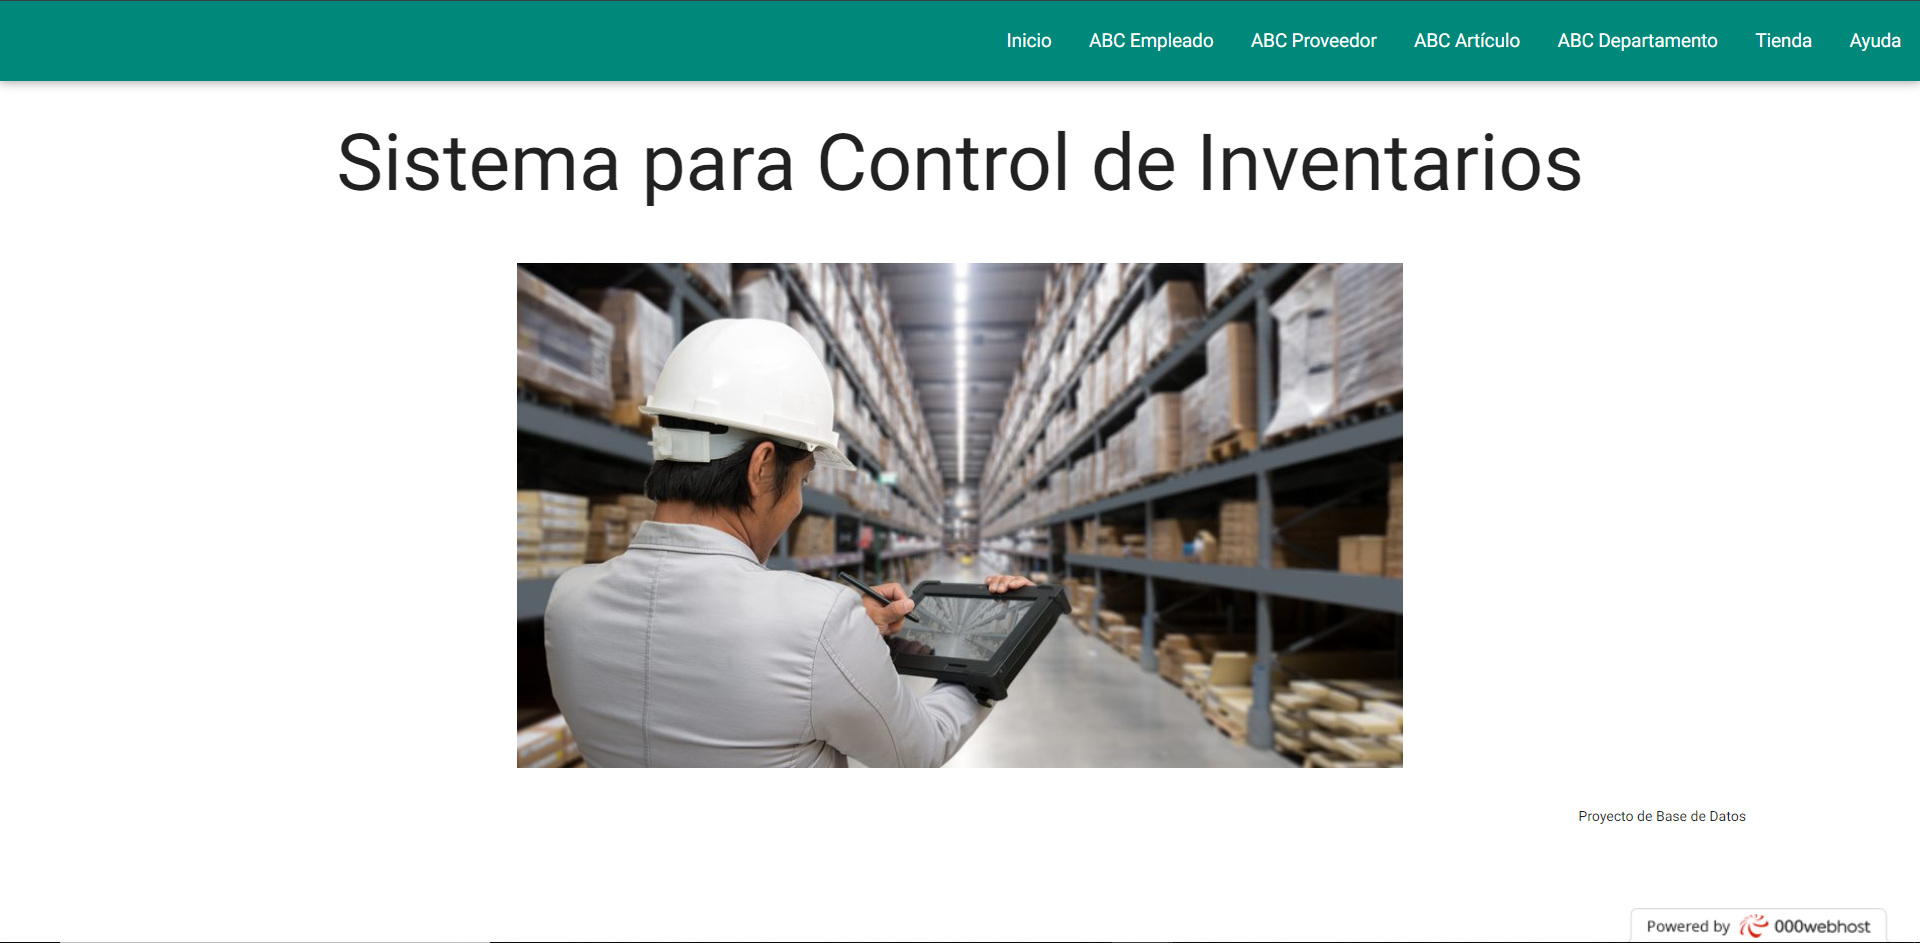 Inicio ABC Empleado ABC Proveedor ABC Artículo ABC Departamento Tienda Ayuda
Sistema para Control de Inventarios
Proyecto de Base de Datos
Powered by 000webhost